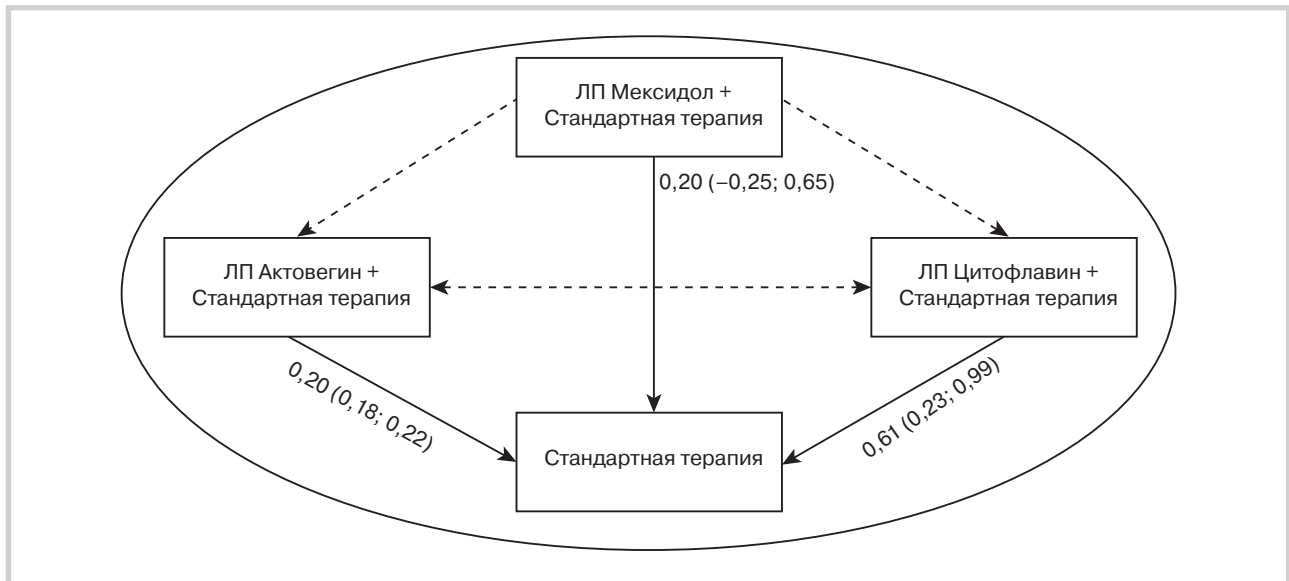 ЛП Мексидол +
Стандартная терапия
0,20 (−0,25; 0,65)
ЛП Актовегин +
Стандартная терапия
ЛП Цитофлавин +
Стандартная терапия
0,20 (0,18; 0,22)
0,61 (0,23; 0,99)
Стандартная терапия